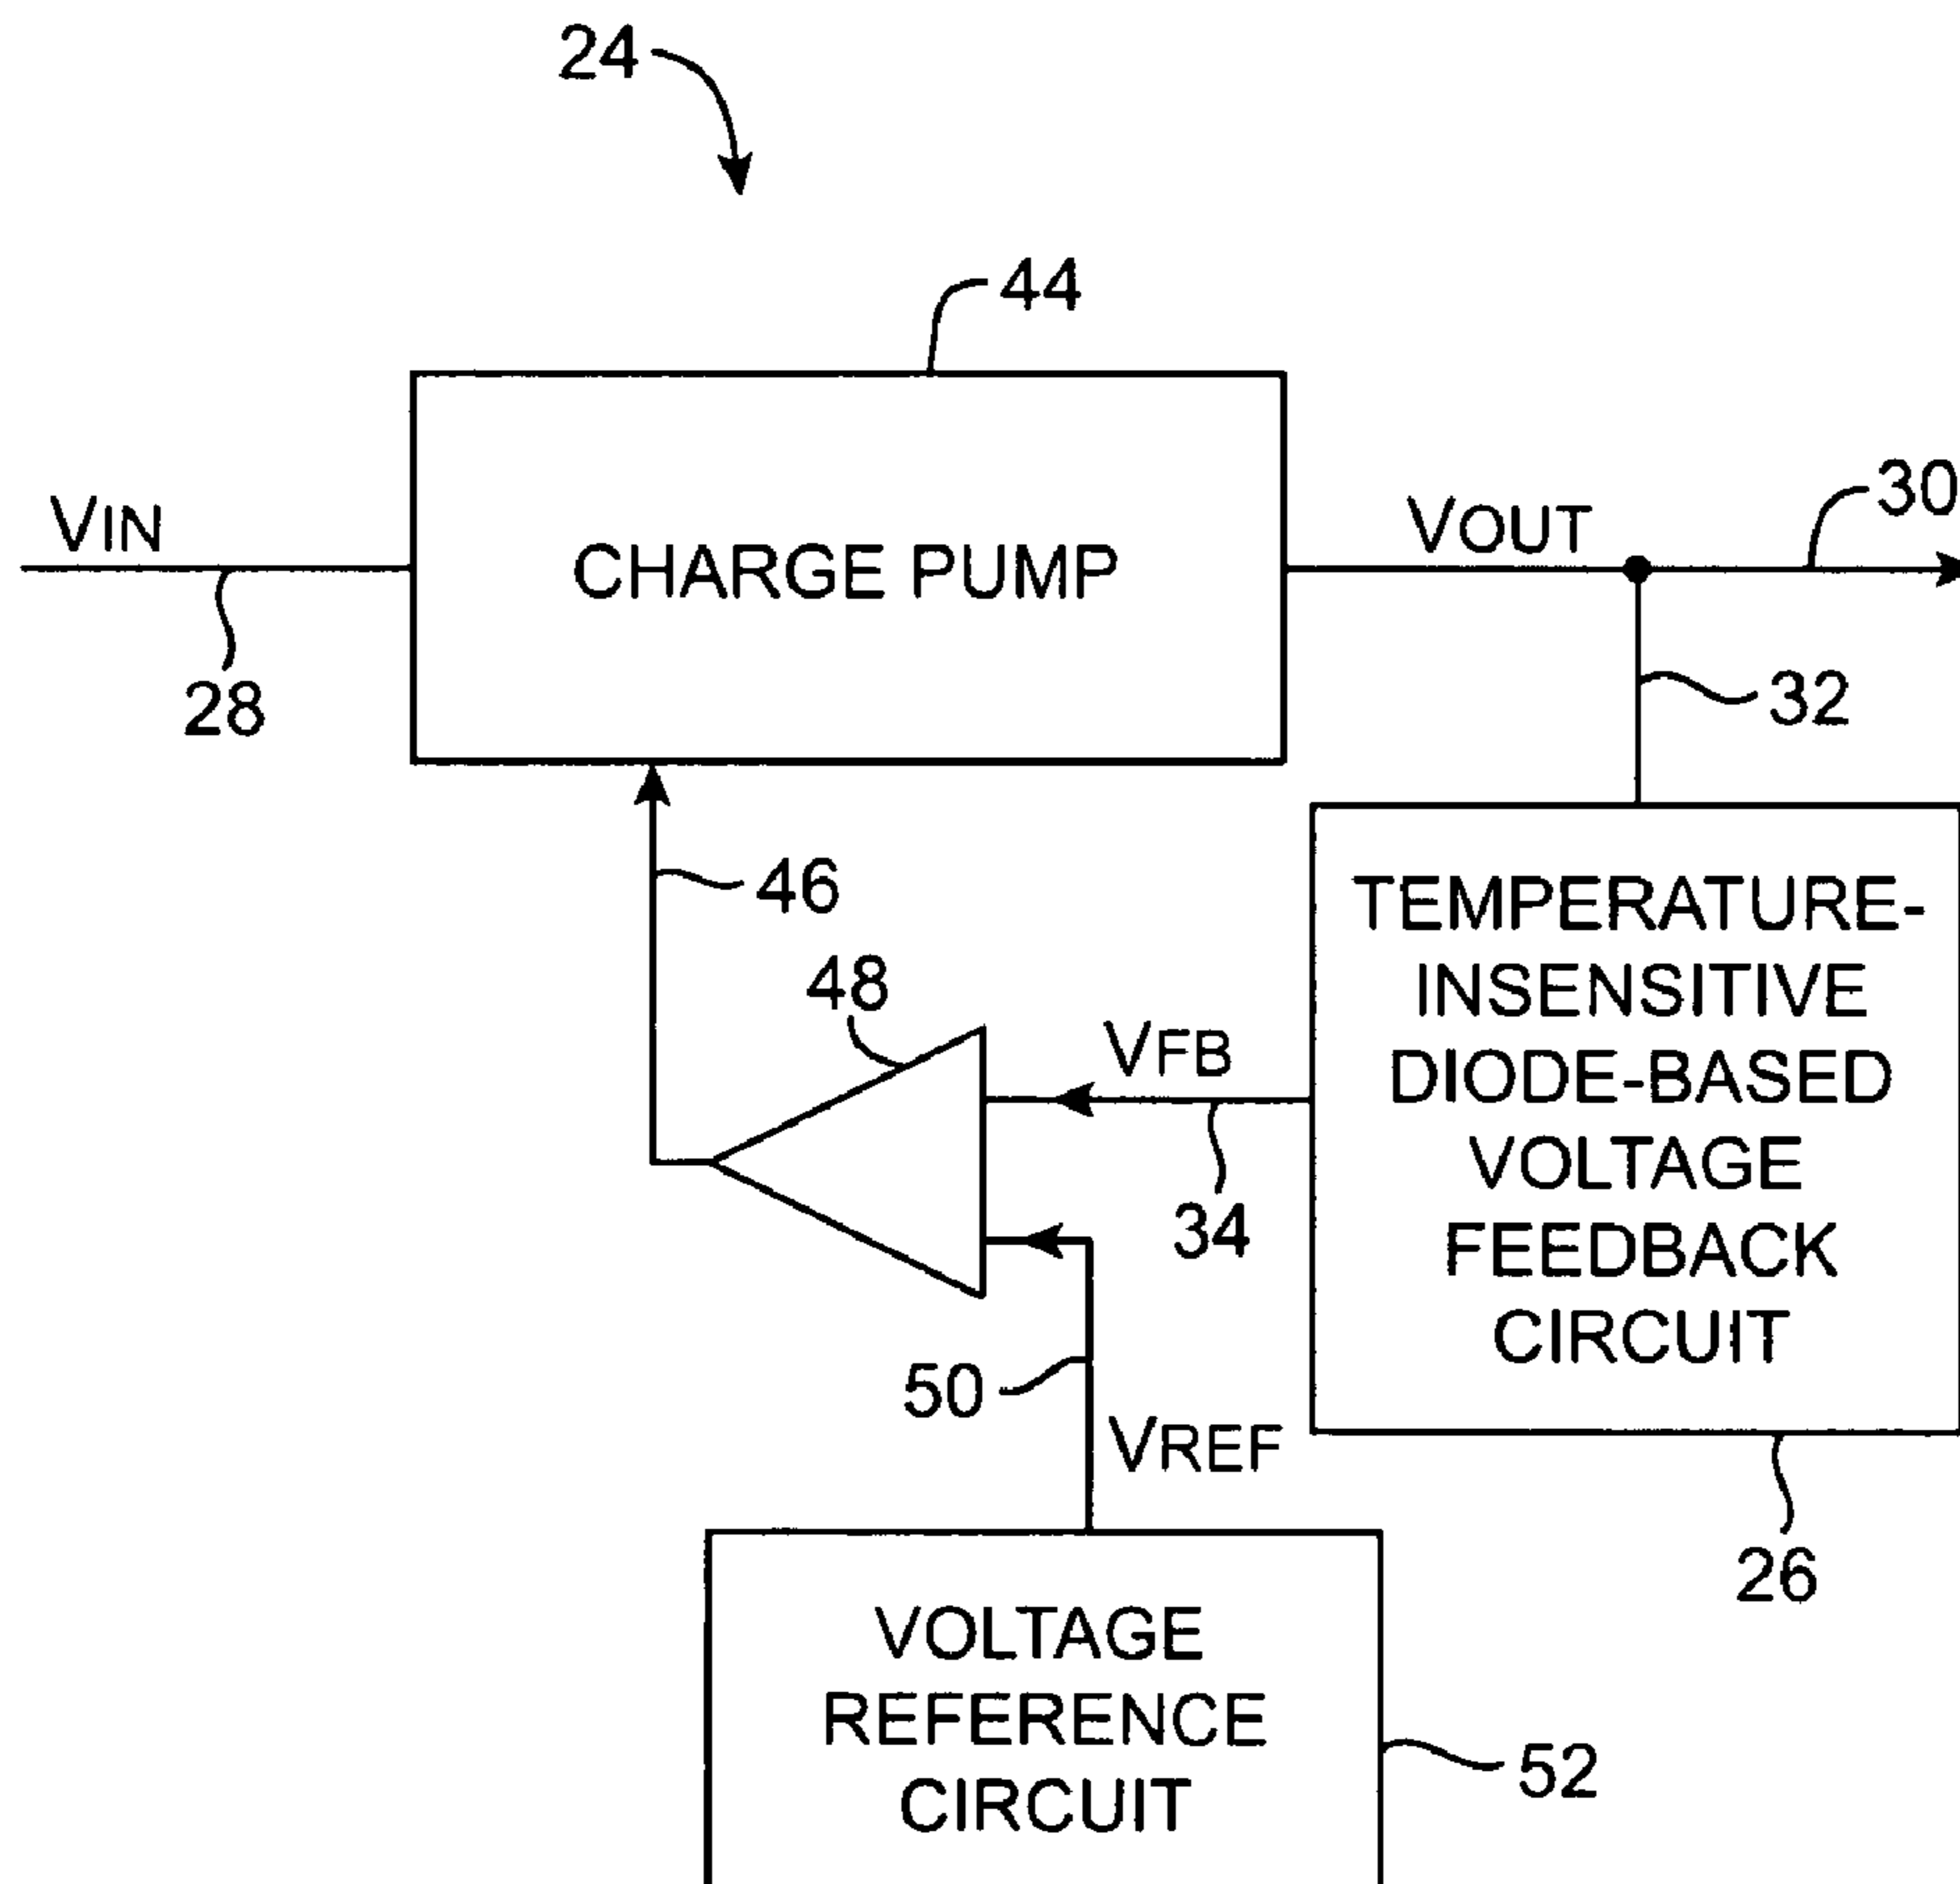 24
44
VIN
CHARGE PUMP
VOUT
30
28
32
46
48
VFB
34
TEMPERATURE-
INSENSITIVE
DIODE-BASED
VOLTAGE
FEEDBACK
CIRCUIT
50
VREF
26
VOLTAGE
REFERENCE
CIRCUIT
52